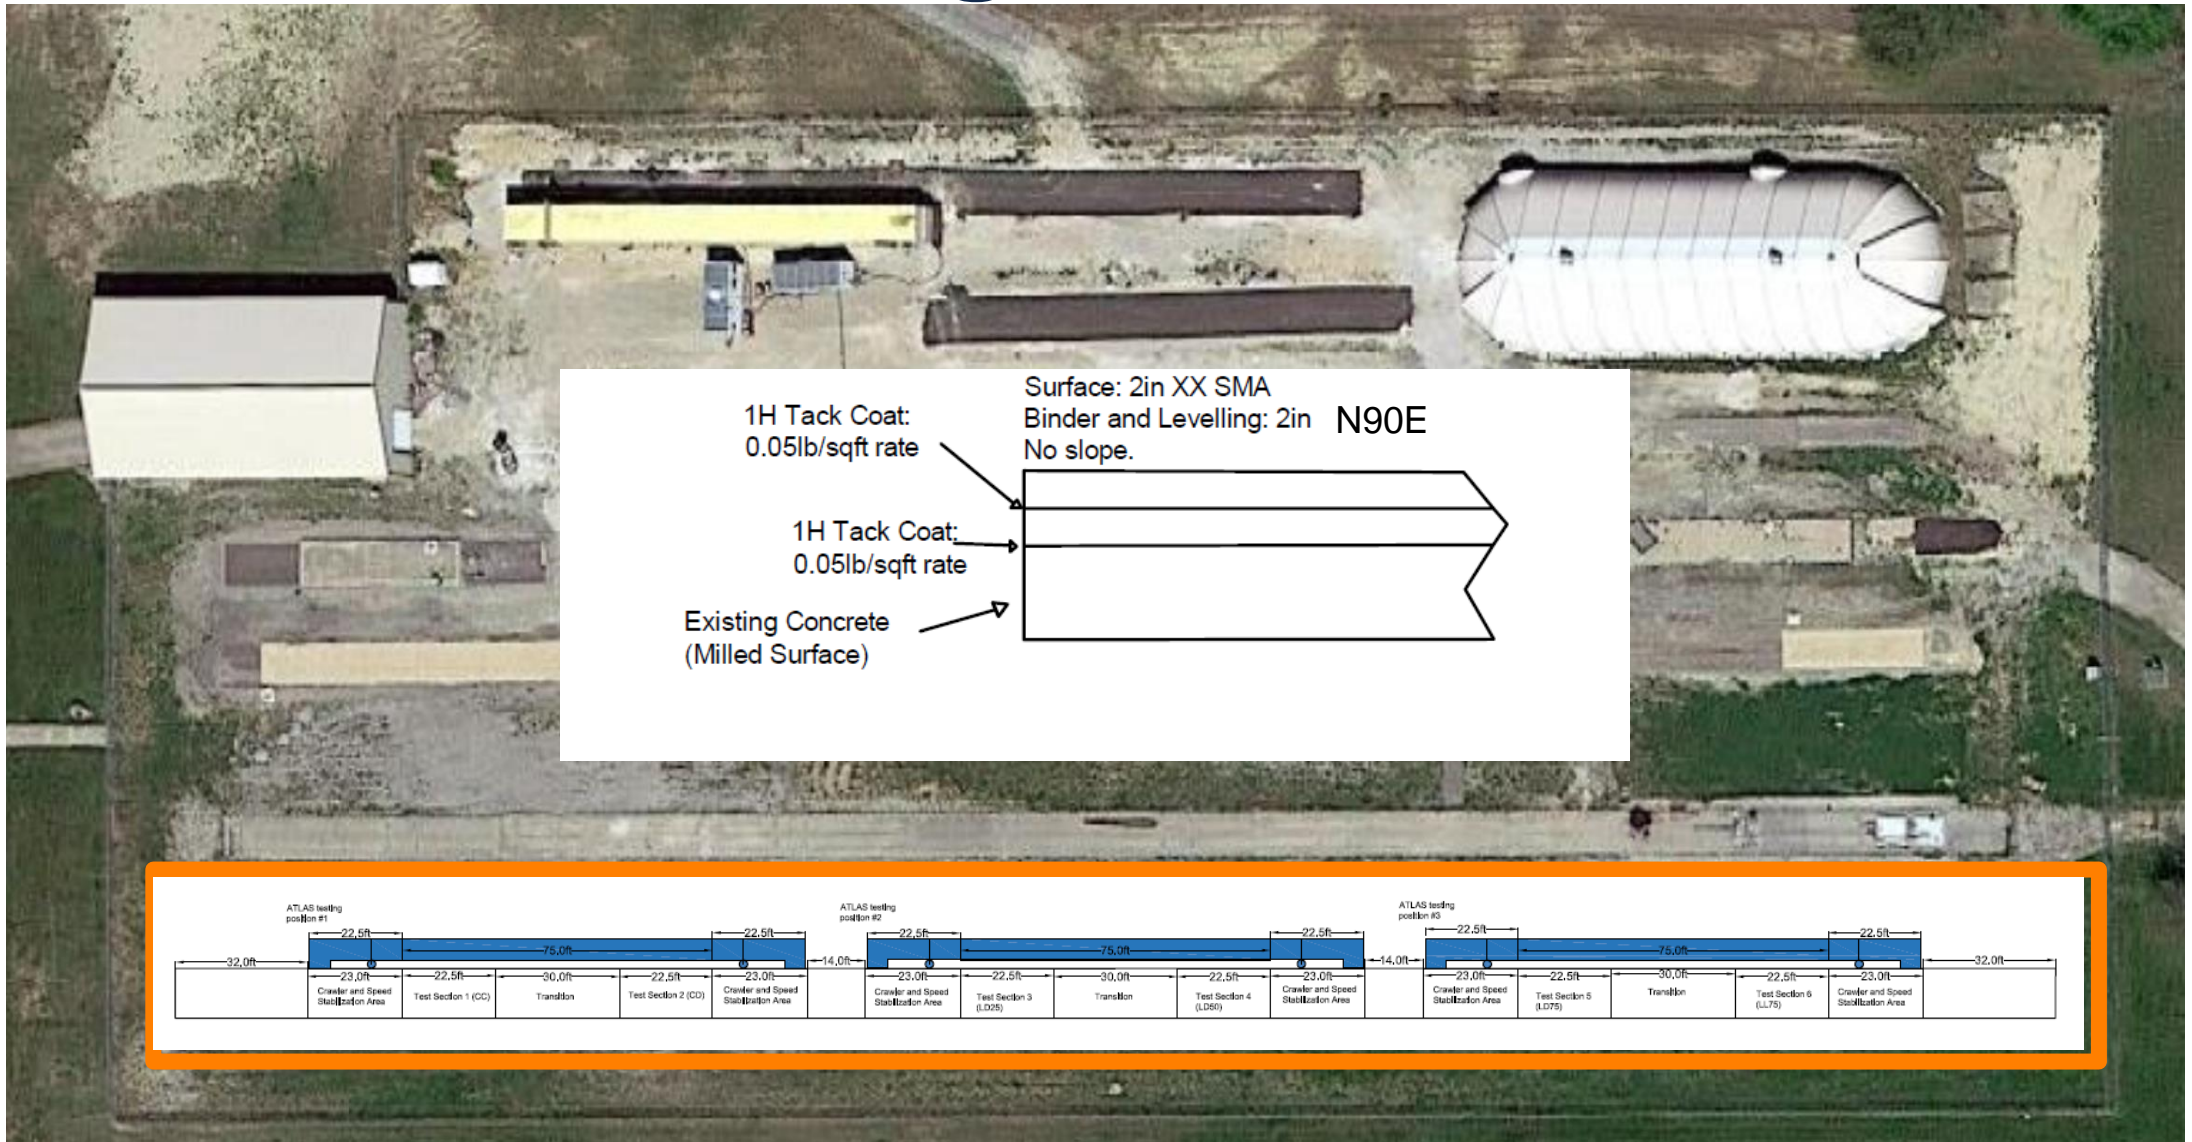 Surface: 2in XX SMA
Binder and Levelling: 2in N90E
No slope.
1H Tack Coat:
0.05lb/sqft rate
1H Tack Coat:
0.05lb/sqft rate
Existing Concrete
(Milled Surface)
ATLAS testing
position #1
ATLAS testing
position #2
ATLAS testing
position #3
22.5ft 22.5ft 22.5ft 22.5ft 22.5ft 22.5ft
75.0ft 75.0ft 75.0ft
32.0ft 14.0ft 14.0ft 32.0ft
23.0ft 22.5ft 30.0ft 22.5ft 23.0ft 23.0ft 22.5ft 30.0ft 22.5ft 23.0ft 23.0ft 22.5ft 30.0ft 22.5ft 23.0ft
Crawler and Speed
Stabilization Area
Test Section 1 (CC)
Transition
Test Section 2 (CD)
Crawler and Speed
Stabilization Area
Crawler and Speed
Stabilization Area
Test Section 3
(LD25)
Transition
Test Section 4
(LD50)
Crawler and Speed
Stabilization Area
Crawler and Speed
Stabilization Area
Test Section 5
(LD75)
Transition
Test Section 6
(LL75)
Crawler and Speed
Stabilization Area